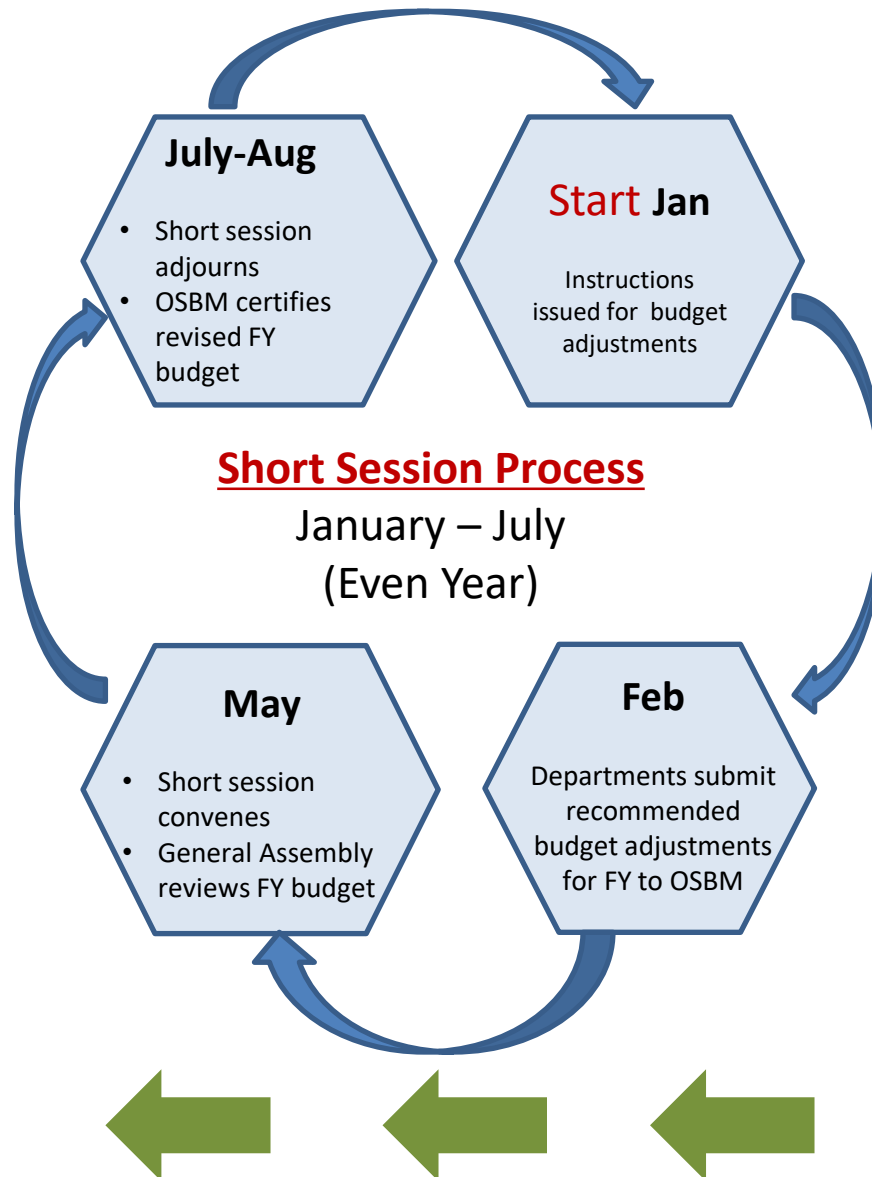 July-Aug
• Short session
adjourns
• OSBM certifies
revised FY
budget
Start Jan
Instructions
issued for budget
adjustments
Short Session Process
January – July
(Even Year)
May
• Short session
convenes
• General Assembly
reviews FY budget
Feb
Departments submit
recommended
budget adjustments
for FY to OSBM